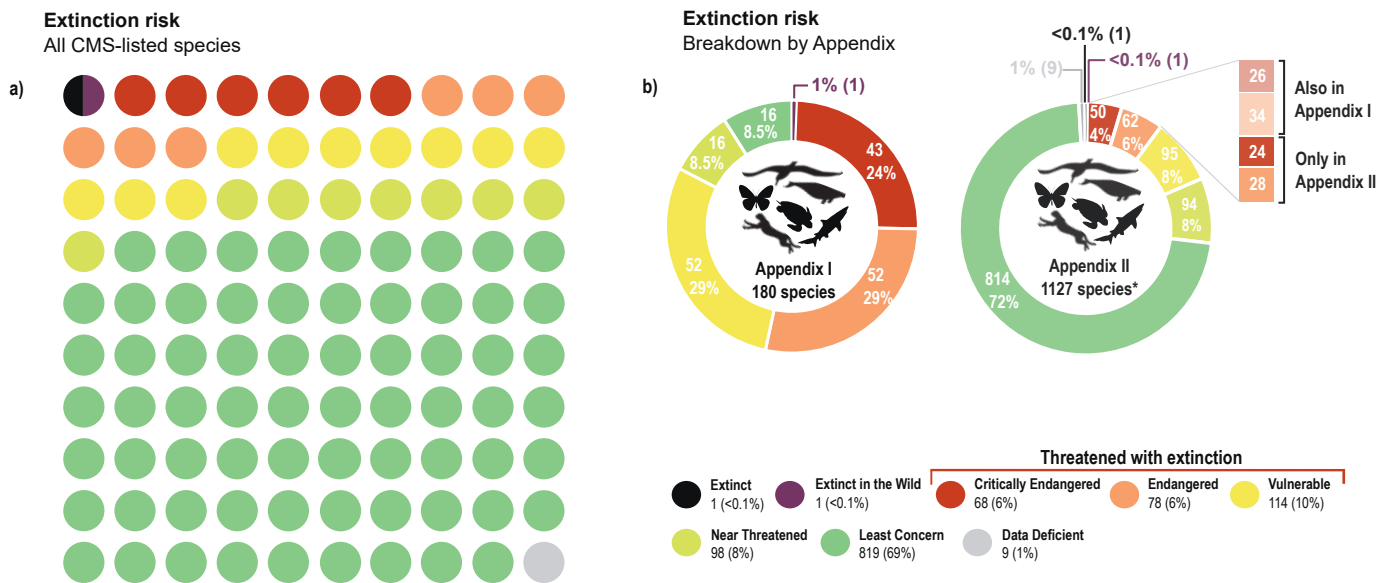 Extinction risk
All CMS-listed species
a)
Extinction risk
Breakdown by Appendix
b)
1% (1)
16
8.5%
16
8.5%
43
24%
52
29%
52
29%
Appendix I
180 species
<0.1% (1)
1% (9)
<0.1% (1)
50
4%
62
6%
95
8%
94
8%
814
72%
Appendix II
1127 species*
26
34
Also in
Appendix I
24
28
Only in
Appendix II
Threatened with extinction
Extinct
1 (<0.1%)
Extinct in the Wild
1 (<0.1%)
Critically Endangered
68 (6%)
Endangered
78 (6%)
Vulnerable
114 (10%)
Near Threatened
98 (8%)
Least Concern
819 (69%)
Data Deficient
9 (1%)